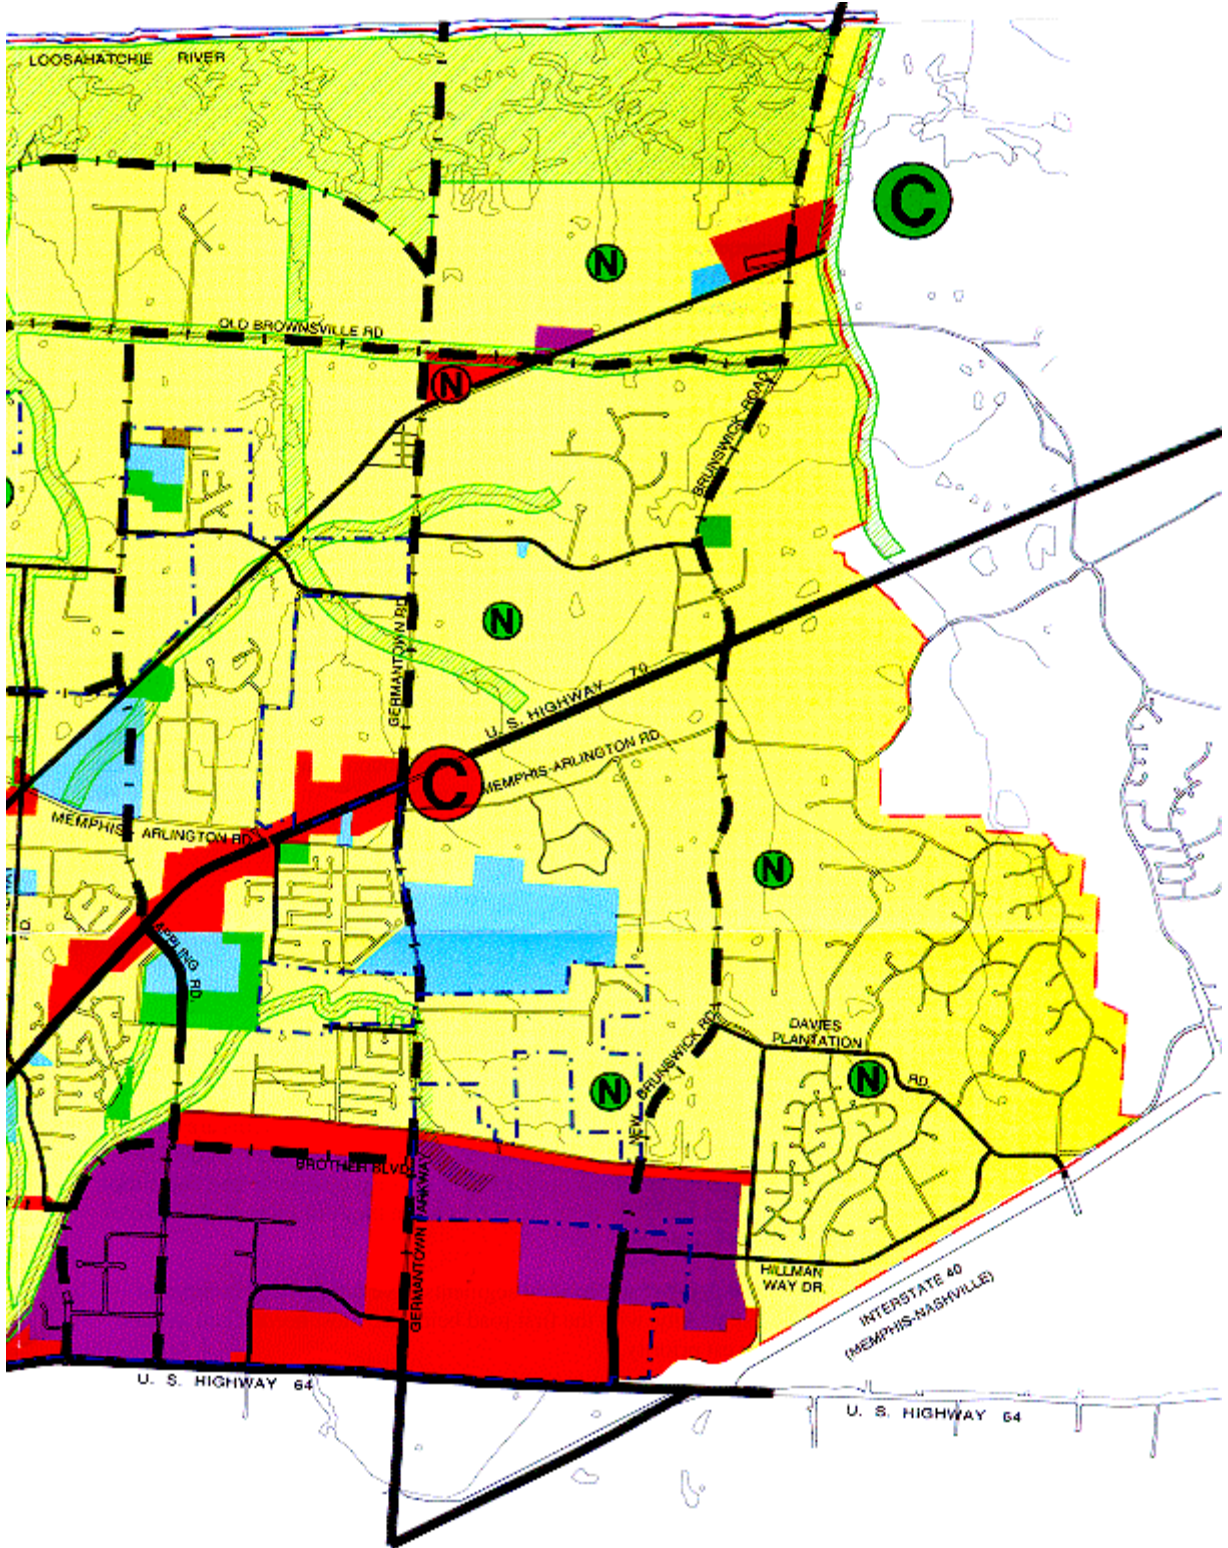 LOOSAHATCHIE RIVER
C
N
OLD BROWNSVILLE RD
N
BRUNSWICK ROAD
N
GERMANTOWN RD
U. S. HIGHWAY 70
MEMPHIS-ARLINGTON RD
C
MEMPHIS ARLINGTON RD
N
RD.
APPLING RD.
DAVIES
PLANTATION
RD.
N
N
NEW BRUNSWICK RD.
BROTHER BLVD
GERMANTOWN PARKWAY
HILLMAN
WAY DR.
INTERSTATE 40
(MEMPHIS-NASHVILLE)
U. S. HIGHWAY 64
U. S. HIGHWAY 64